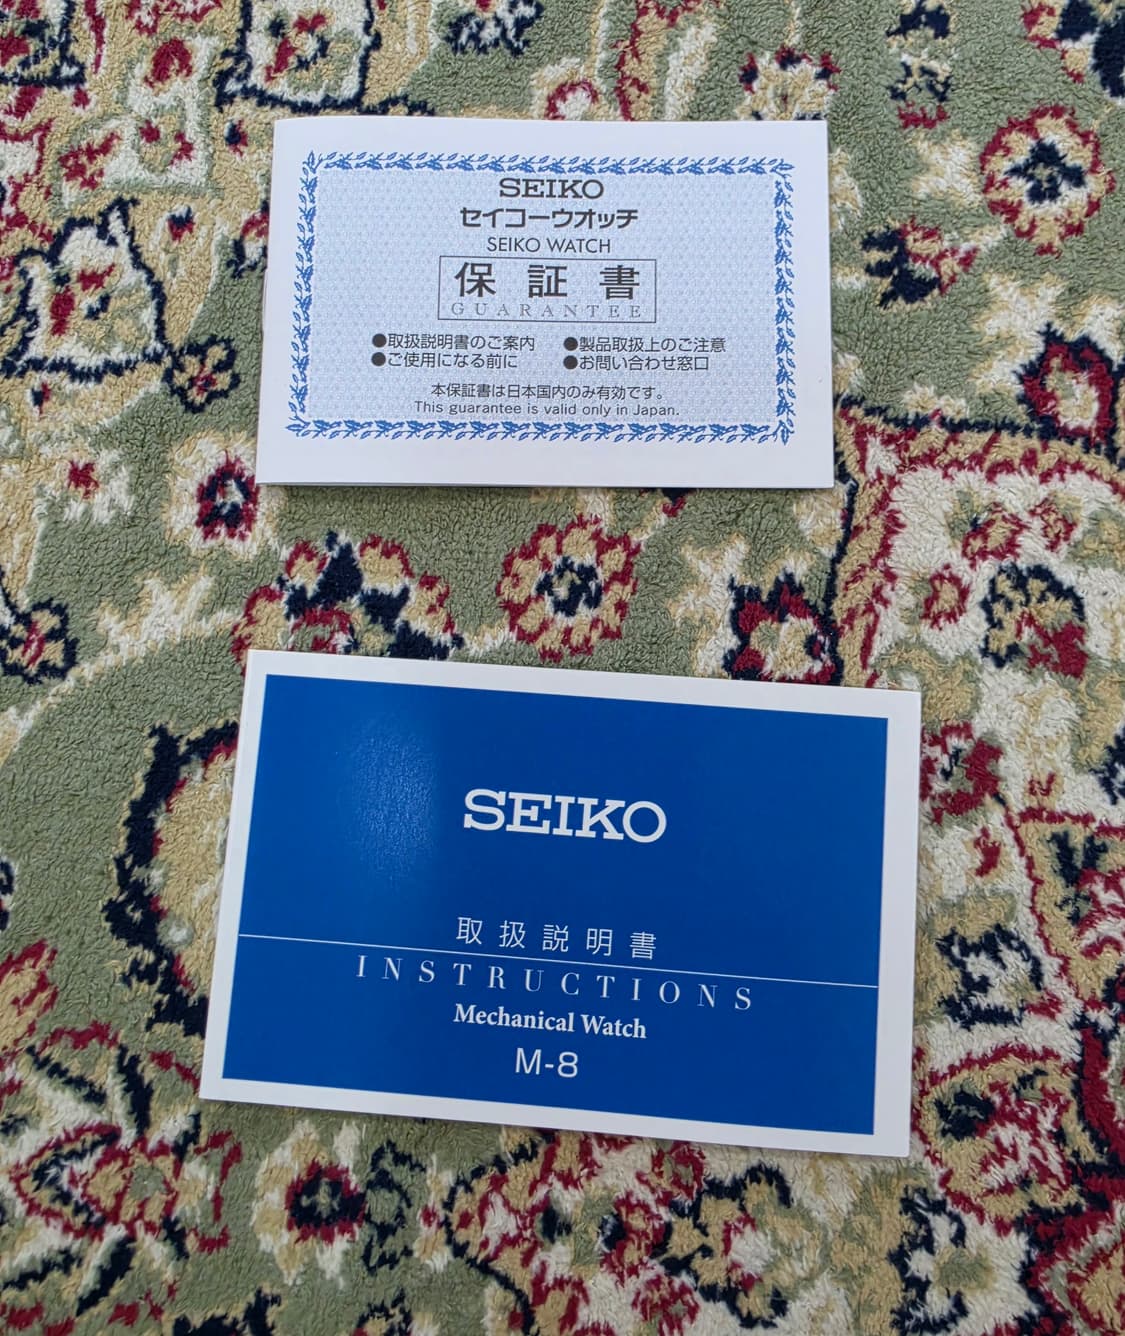 SEIKO
セイコーウオッチ
SEIKO WATCH
保証書
GUARANTEE
●取扱説明書のご案内 ●製品取扱上のご注意
●ご使用になる前に ●お問い合わせ窓口
本保証書は日本国内のみ有効です。
This guarantee is valid only in Japan.
SEIKO
取扱説明書
INSTRUCTIONS
Mechanical Watch
M-8